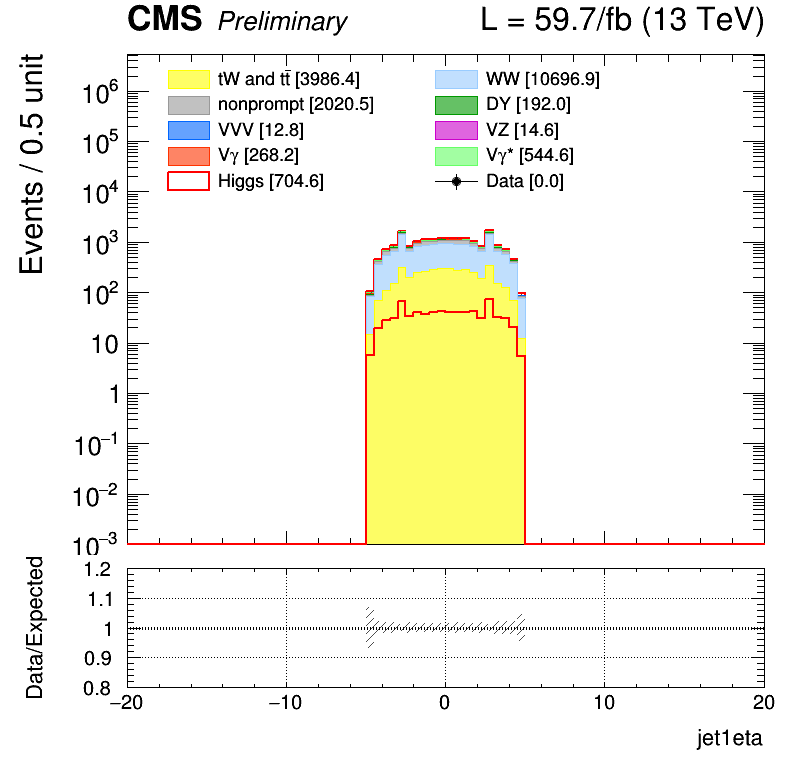 CMS Preliminary L = 59.7/fb (13 TeV)
Events / 0.5 unit
tW and tt̄ [3986.4] WW [10696.9]
nonprompt [2020.5] DY [192.0]
VVV [12.8] VZ [14.6]
Vγ [268.2] Vγ* [544.6]
Higgs [704.6] Data [0.0]
10⁶
10⁵
10⁴
10³
10²
10
1
10⁻¹
10⁻²
10⁻³
Data/Expected
1.2
1.1
1
0.9
0.8
−20 −10 0 10 20
jet1eta